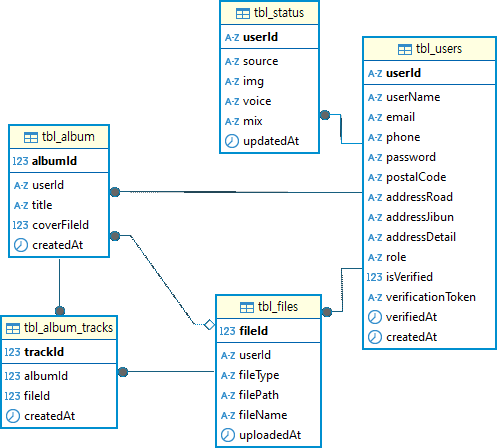 tbl_status
userId
A-Z source
A-Z img
A-Z voice
A-Z mix
updatedAt
tbl_users
A-Z userId
A-Z userName
A-Z email
A-Z phone
A-Z password
A-Z postalCode
A-Z addressRoad
A-Z addressJibun
A-Z addressDetail
A-Z role
123 isVerified
A-Z verificationToken
verifiedAt
createdAt
tbl_album
123 albumId
A-Z userId
A-Z title
123 coverFileId
createdAt
tbl_files
123 fileId
A-Z userId
A-Z fileType
A-Z filePath
A-Z fileName
uploadedAt
tbl_album_tracks
123 trackId
123 albumId
123 fileId
createdAt